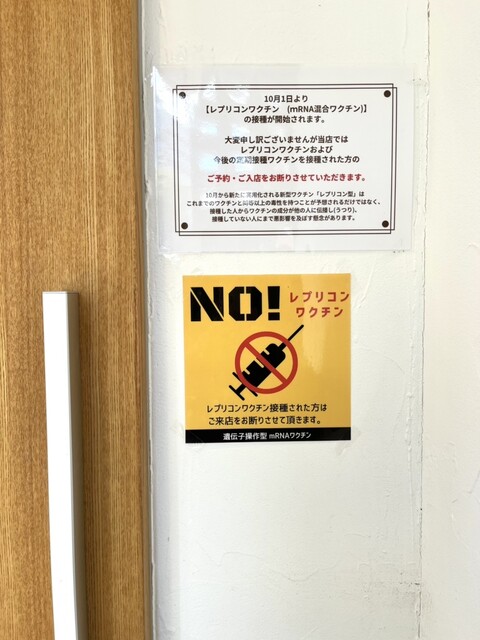 10月1日より
【レプリコンワクチン　(mRNA混合ワクチン)】
の接種が開始されます。
大変申し訳ございませんが当店では
レプリコンワクチンおよび
今後の定期接種ワクチンを接種された方の
ご予約・ご入店をお断りさせていただきます。
10月から新たに実用化される新型ワクチン「レプリコン型」は
これまでのワクチンと同等以上の毒性を持つことが予想されるだけではなく、
接種した人からワクチンの成分が他の人に伝播し(うつり)、
接種していない人にまで悪影響を及ぼす懸念があります。
NO! レプリコン
ワクチン
レプリコンワクチン接種された方は
ご来店をお断りさせて頂きます。
遺伝子操作型 mRNAワクチン